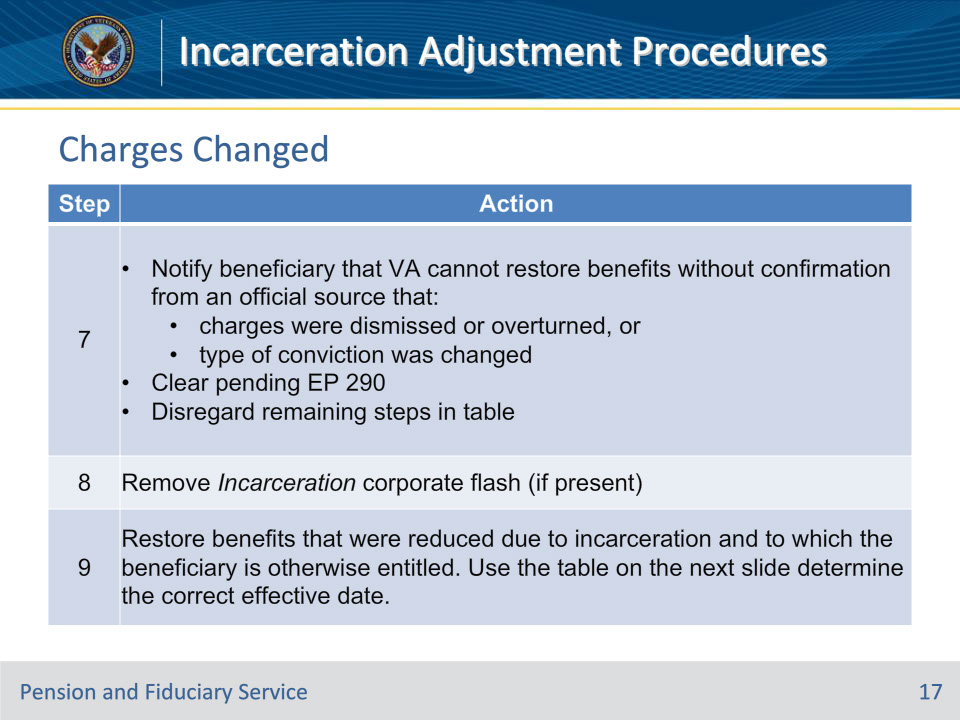 Incarceration Adjustment Procedures
Charges Changed
Step Action
7
• Notify beneficiary that VA cannot restore benefits without confirmation
from an official source that:
• charges were dismissed or overturned, or
• type of conviction was changed
• Clear pending EP 290
• Disregard remaining steps in table
8 Remove Incarceration corporate flash (if present)
9
Restore benefits that were reduced due to incarceration and to which the
beneficiary is otherwise entitled. Use the table on the next slide determine
the correct effective date.
Pension and Fiduciary Service 17